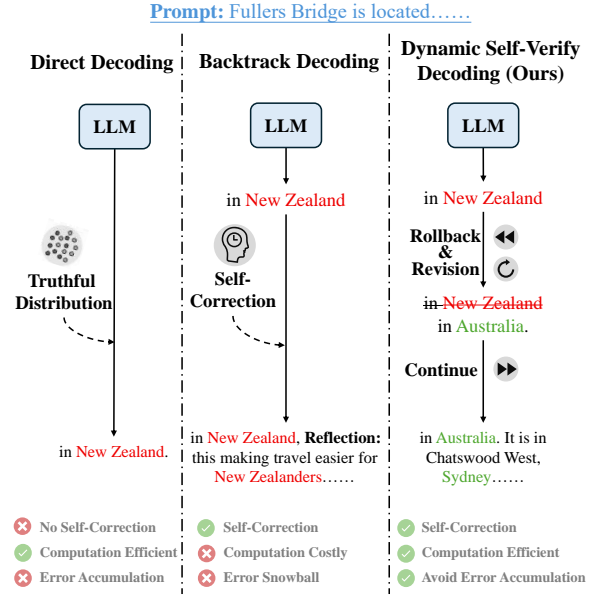 Prompt: Fullers Bridge is located……
Direct Decoding
LLM
Truthful
Distribution
in New Zealand.
No Self-Correction
Computation Efficient
Error Accumulation
Backtrack Decoding
LLM
in New Zealand
Self-
Correction
in New Zealand, Reflection:
this making travel easier for
New Zealanders……
Self-Correction
Computation Costly
Error Snowball
Dynamic Self-Verify
Decoding (Ours)
LLM
in New Zealand
Rollback
&
Revision
in New Zealand
in Australia.
Continue
in Australia. It is in
Chatswood West,
Sydney……
Self-Correction
Computation Efficient
Avoid Error Accumulation